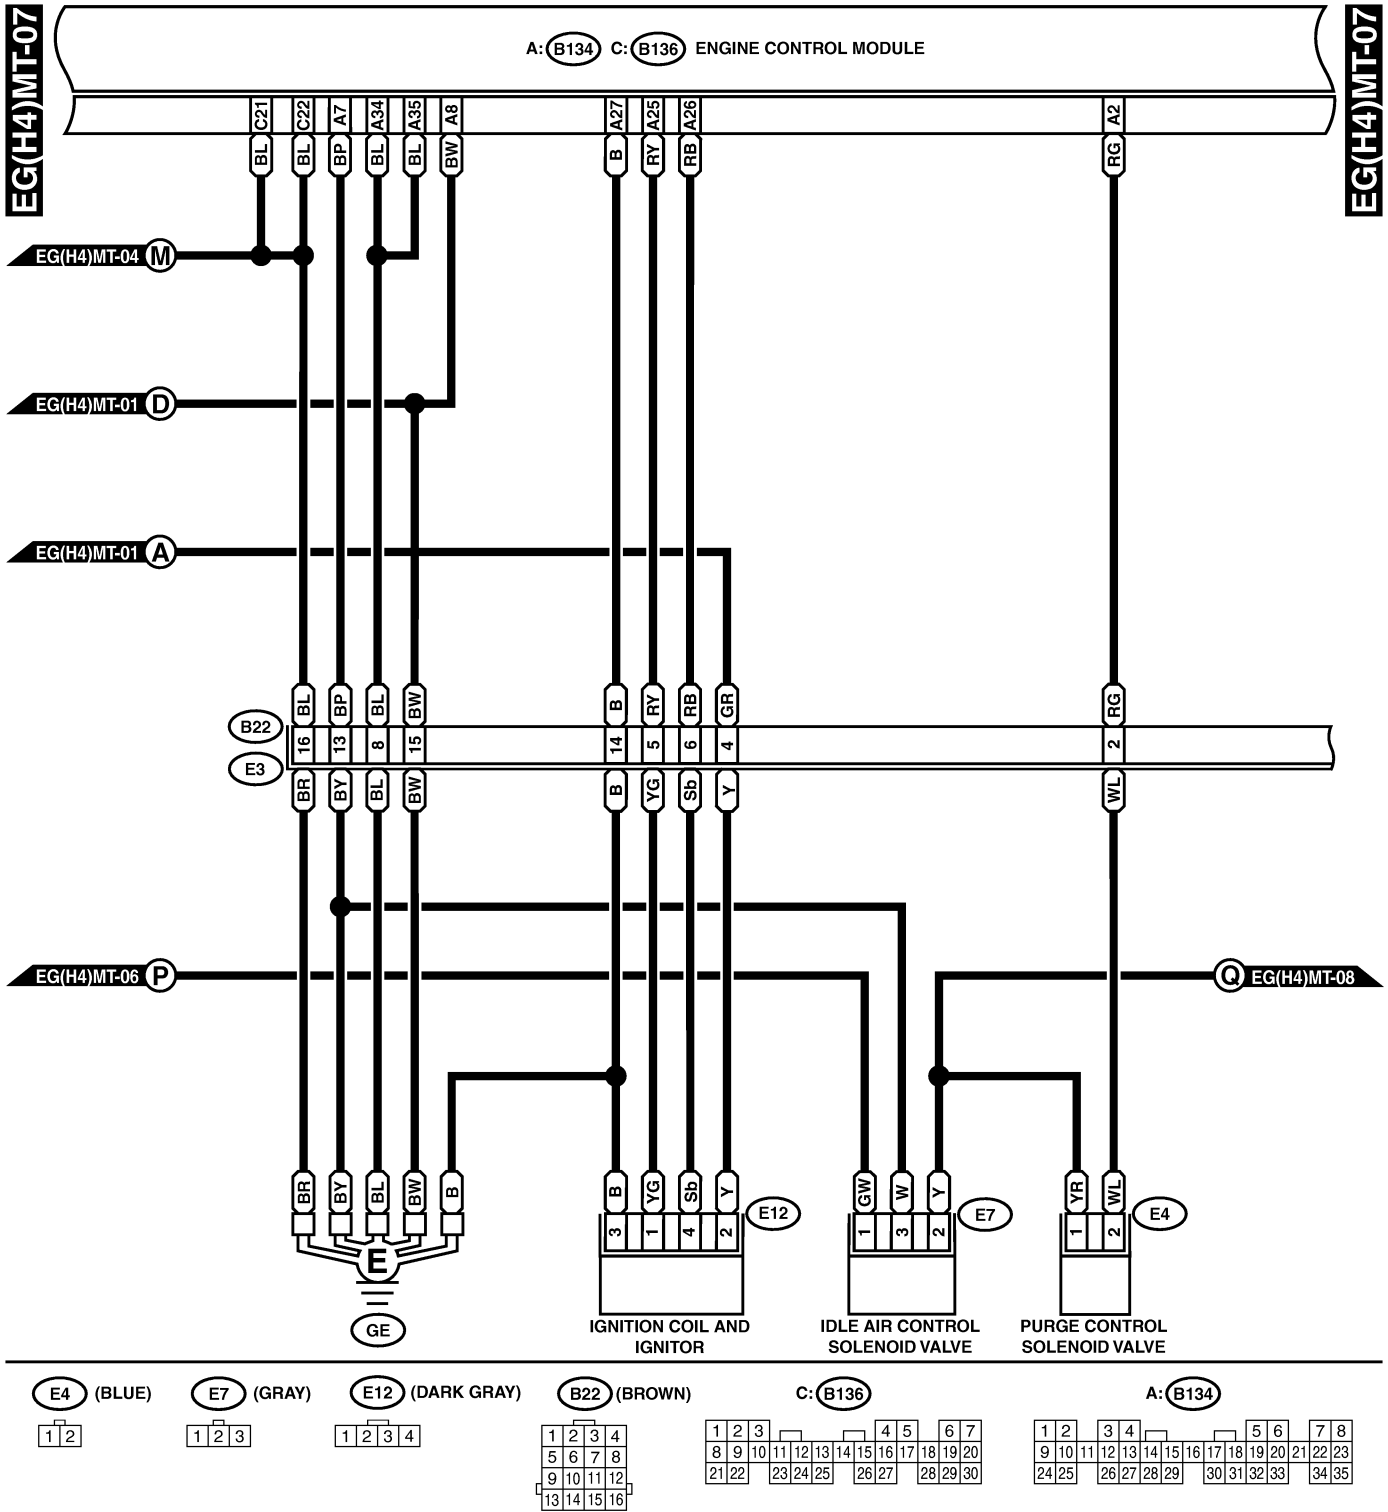 EG(H4)MT-07
EG(H4)MT-07
A: B134 C: B136 ENGINE CONTROL MODULE
C21 C22 A7 A34 A35 A8 A27 A25 A26 A2
BL BL BP BL BL BW B RY RB RG
EG(H4)MT-04 M
EG(H4)MT-01 D
EG(H4)MT-01 A
BL BP BL BW B RY RB GR RG
B22
16 13 8 15 14 5 6 4 2
E3
BR BY BL BW B YG Sb Y WL
EG(H4)MT-06 P
Q EG(H4)MT-08
BR BY BL BW B B YG Sb Y GW W Y YR WL
3 1 4 2 E12
1 3 2 E7
1 2 E4
E
GE
IGNITION COIL AND
IGNITOR
IDLE AIR CONTROL
SOLENOID VALVE
PURGE CONTROL
SOLENOID VALVE
E4 (BLUE)
1 2
E7 (GRAY)
1 2 3
E12 (DARK GRAY)
1 2 3 4
B22 (BROWN)
1 2 3 4
5 6 7 8
9 10 11 12
13 14 15 16
C: B136
1 2 3 4 5 6 7
8 9 10 11 12 13 14 15 16 17 18 19 20
21 22 23 24 25 26 27 28 29 30
A: B134
1 2 3 4 5 6 7 8
9 10 11 12 13 14 15 16 17 18 19 20 21 22 23
24 25 26 27 28 29 30 31 32 33 34 35